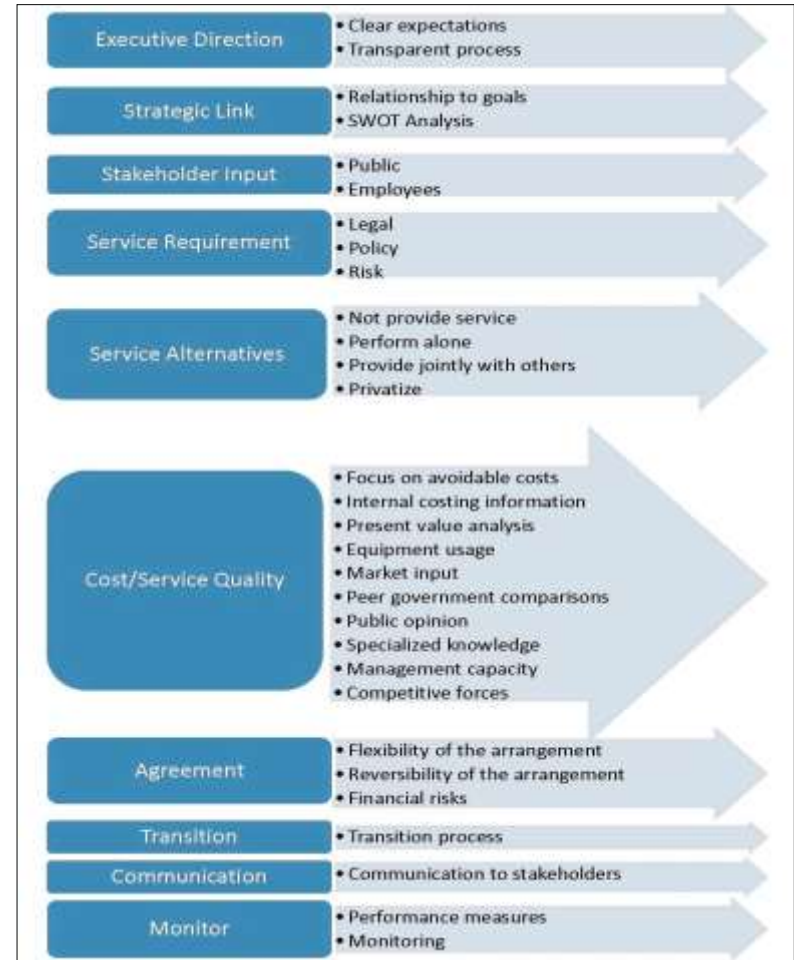 Executive Direction
• Clear expectations
• Transparent process
Strategic Link
• Relationship to goals
• SWOT Analysis
Stakeholder Input
• Public
• Employees
Service Requirement
• Legal
• Policy
• Risk
Service Alternatives
• Not provide service
• Perform alone
• Provide jointly with others
• Privatize
Cost/Service Quality
• Focus on avoidable costs
• Internal costing information
• Present value analysis
• Equipment usage
• Market input
• Peer government comparisons
• Public opinion
• Specialized knowledge
• Management capacity
• Competitive forces
Agreement
• Flexibility of the arrangement
• Reversibility of the arrangement
• Financial risks
Transition
• Transition process
Communication
• Communication to stakeholders
Monitor
• Performance measures
• Monitoring